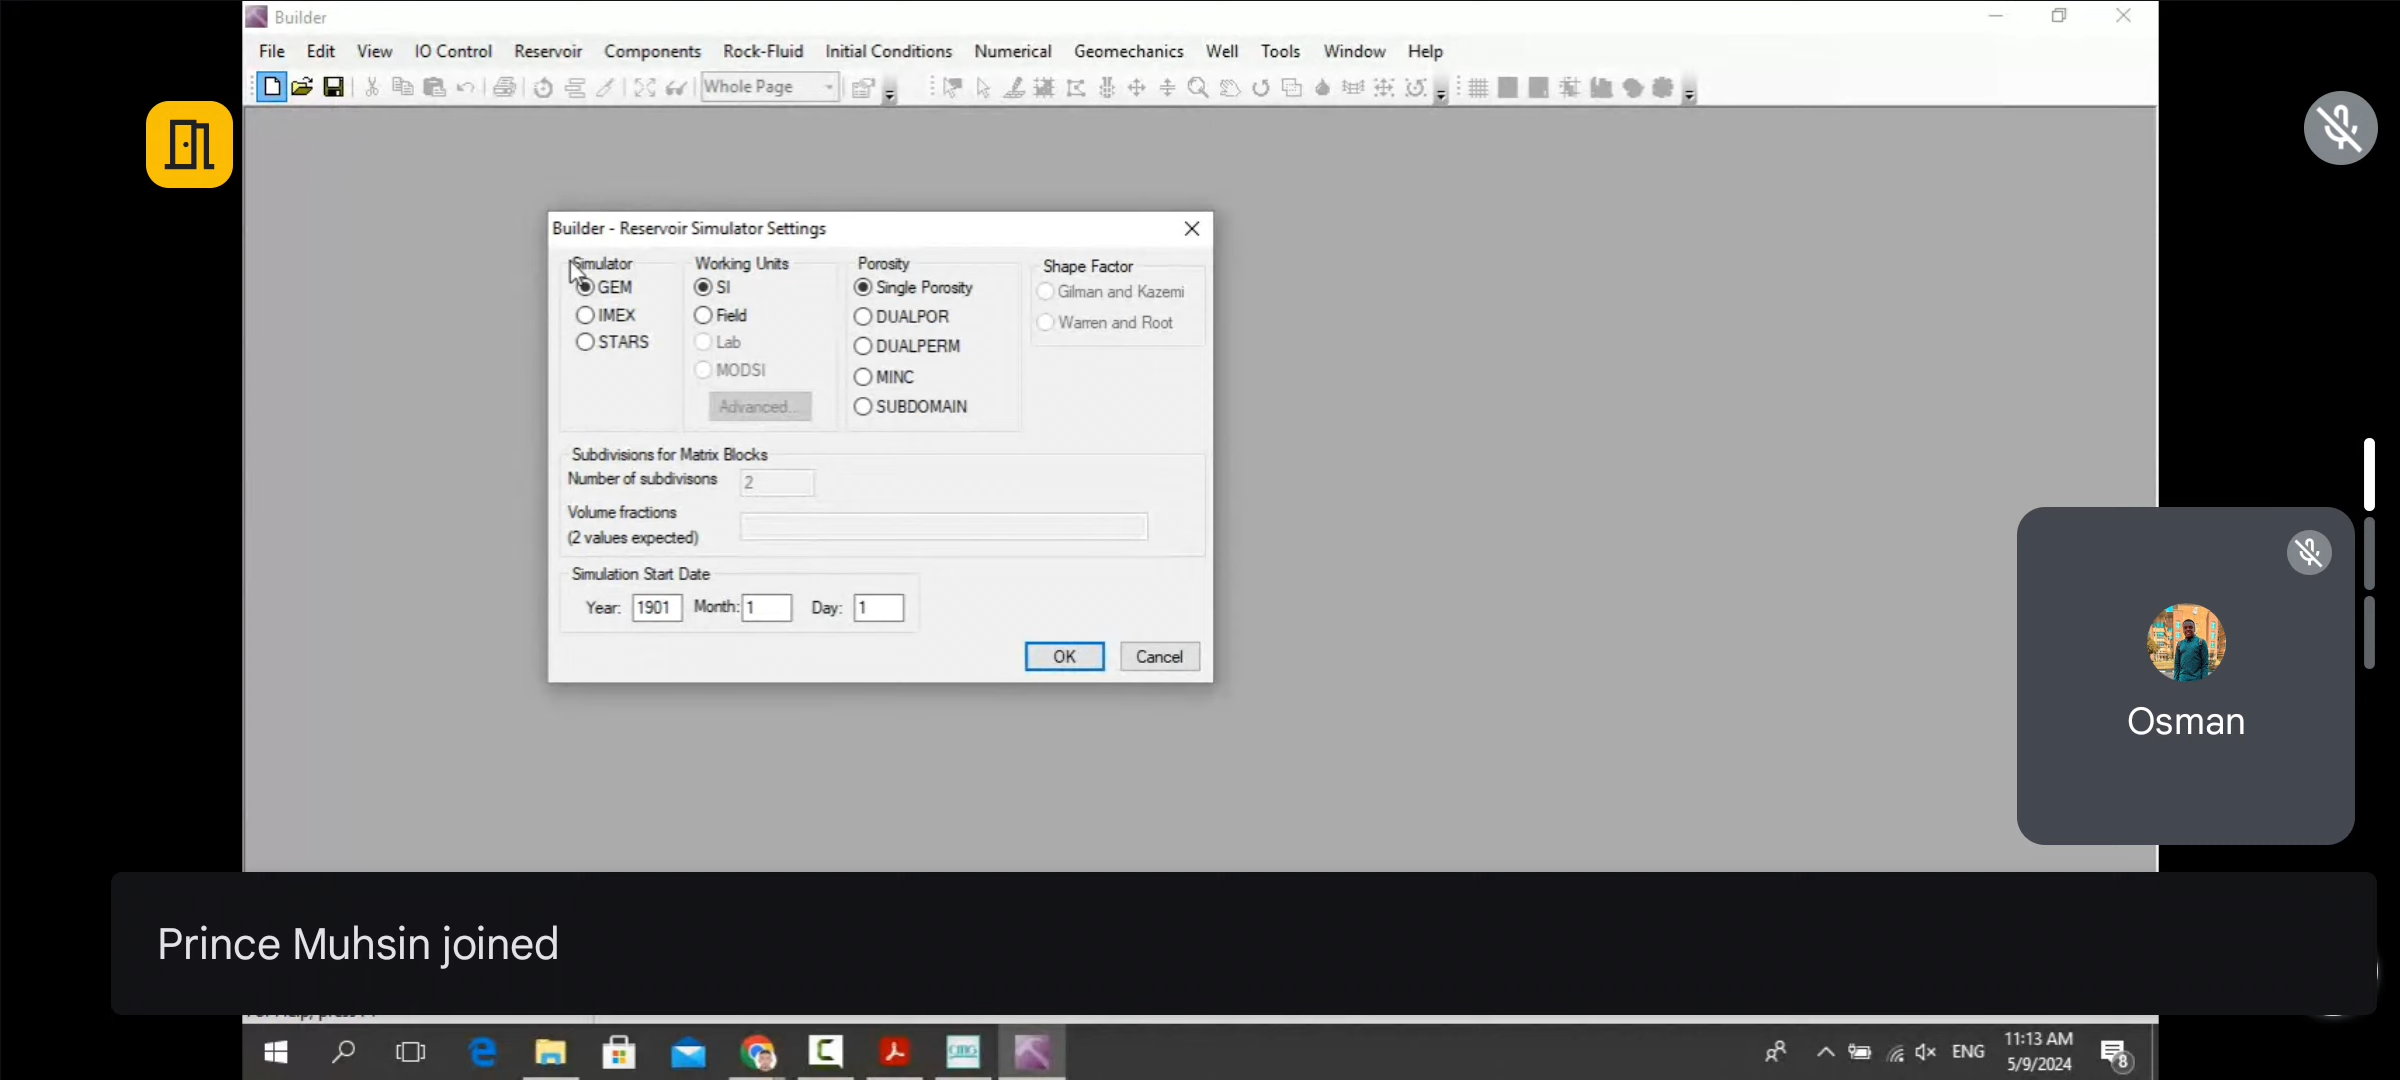 Builder
File Edit View IO Control Reservoir Components Rock-Fluid Initial Conditions Numerical Geomechanics Well Tools Window Help
Whole Page
Builder - Reservoir Simulator Settings
Simulator Working Units Porosity Shape Factor
GEM SI Single Porosity Gilman and Kazemi
IMEX Field DUALPOR Warren and Root
STARS Lab DUALPERM
MODSI MINC
Advanced... SUBDOMAIN
Subdivisions for Matrix Blocks
Number of subdivisons 2
Volume fractions
(2 values expected)
Simulation Start Date
Year: 1901 Month: 1 Day: 1
OK Cancel
Osman
Prince Muhsin joined
CMG
ENG
11:13 AM
5/9/2024
8